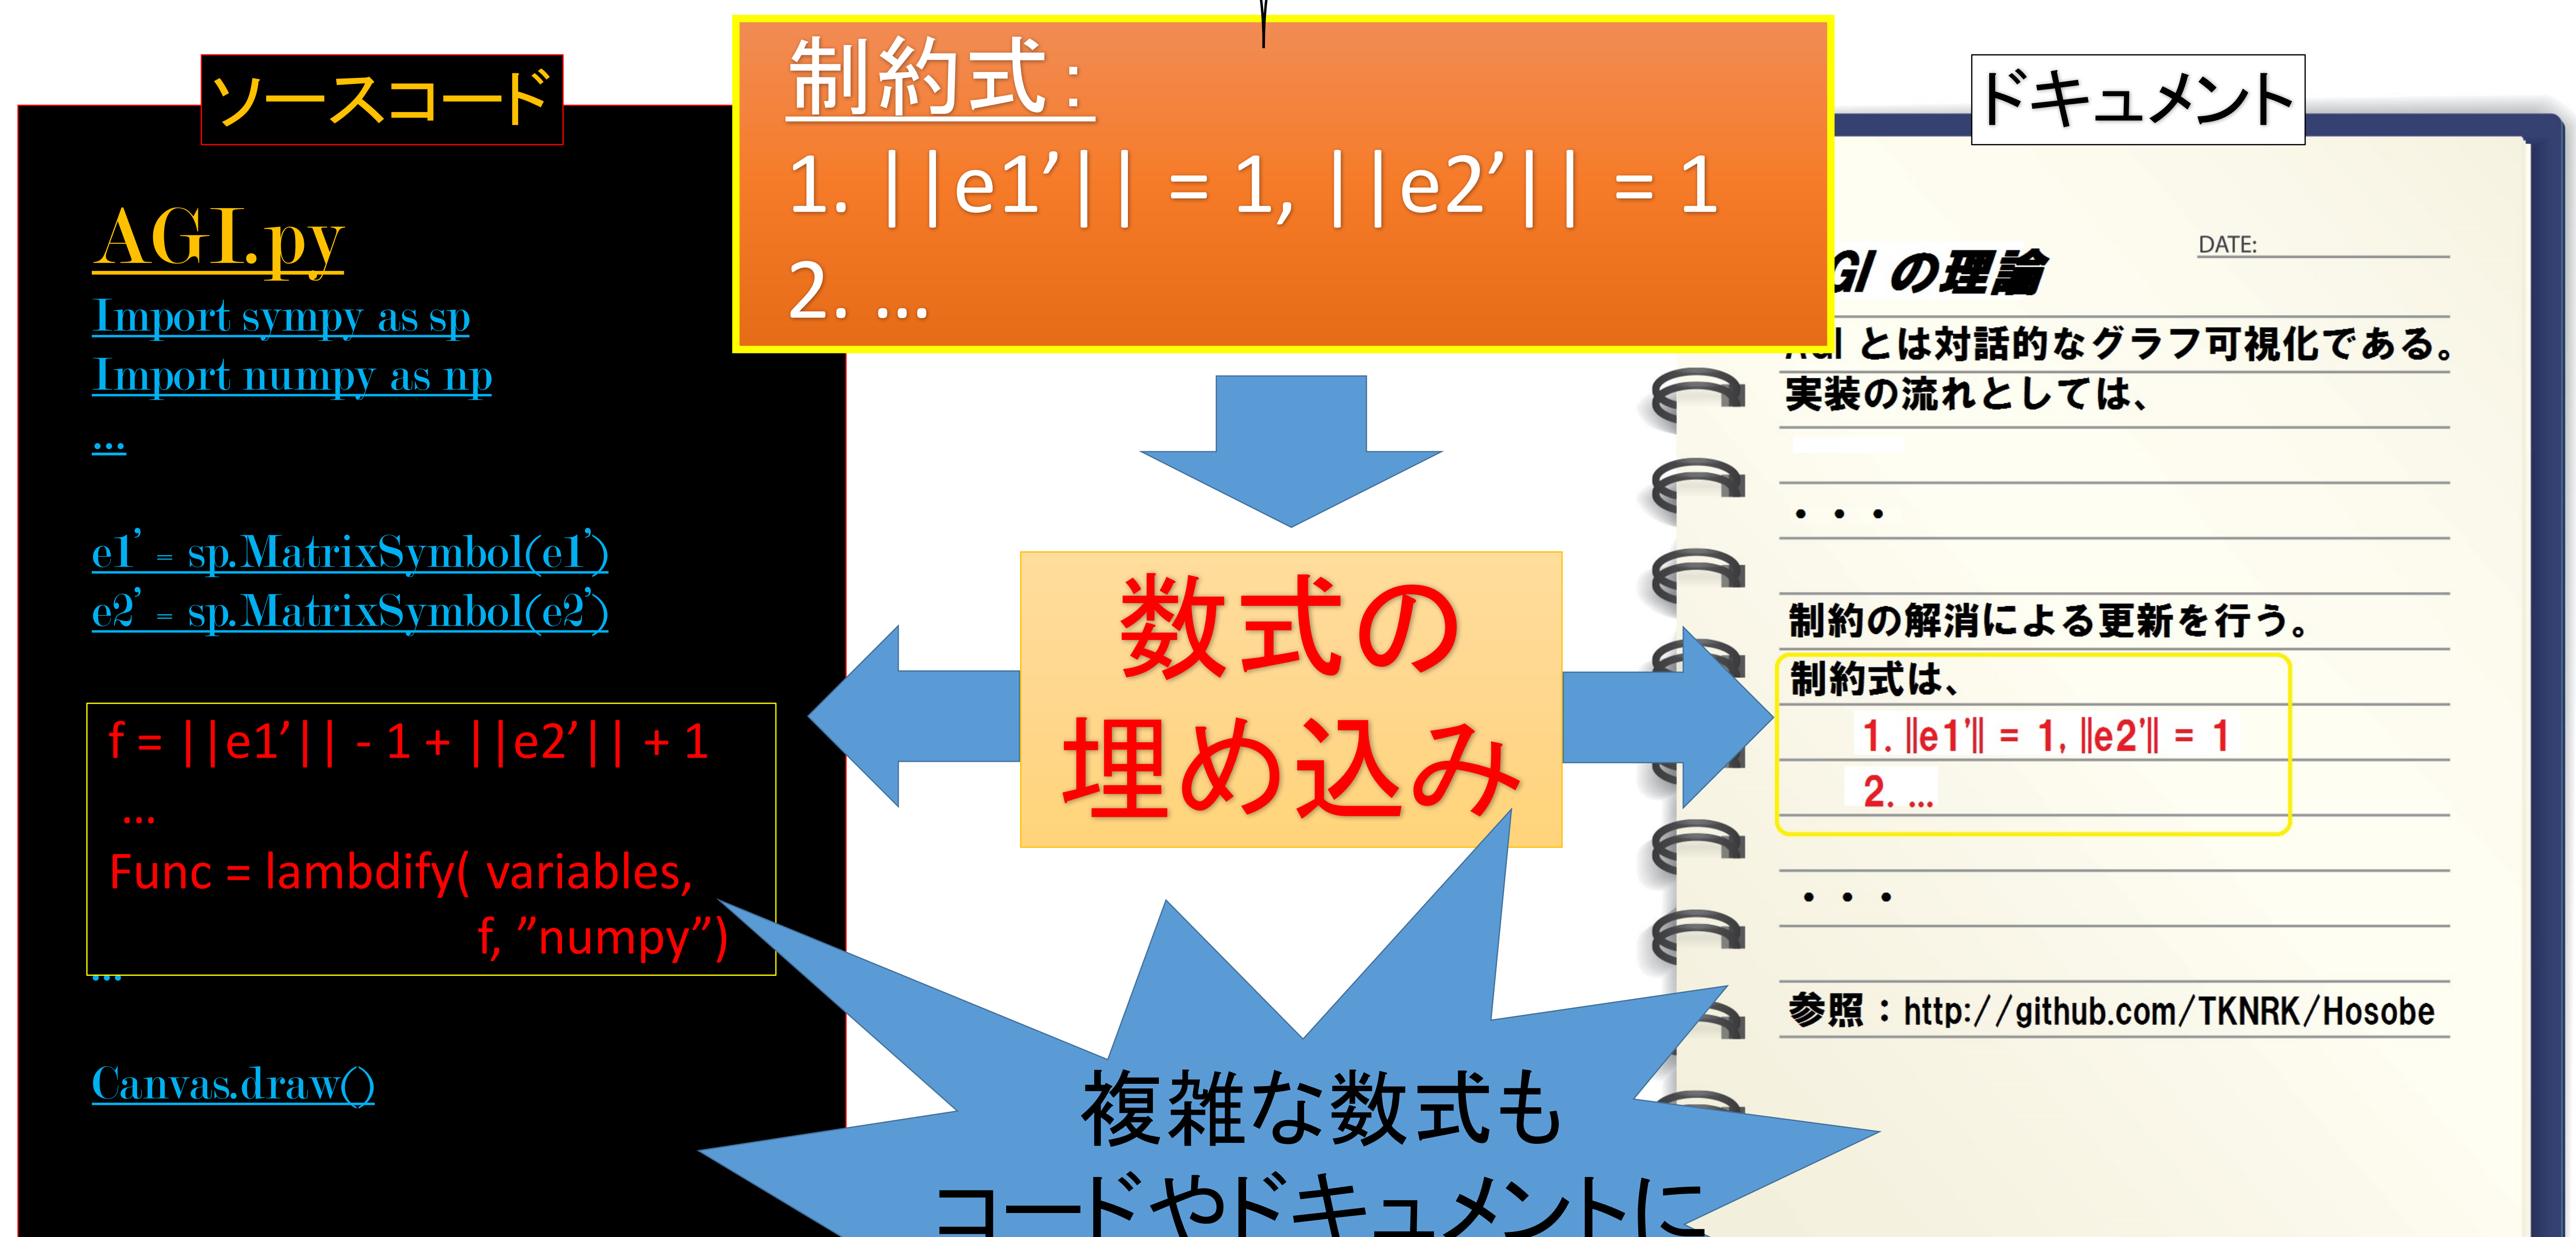 ソースコード
AGI.py
Import sympy as sp
Import numpy as np
...
e1’ = sp.MatrixSymbol(e1’)
e2’ = sp.MatrixSymbol(e2’)
f = ||e1’|| - 1 + ||e2’|| + 1
...
Func = lambdify( variables,
f, ”numpy”)
...
Canvas.draw()
制約式:
1. ||e1’|| = 1, ||e2’|| = 1
2. ...
数式の
埋め込み
複雑な数式も
コードやドキュメントに
ドキュメント
DATE:
GI の理論
AGI とは対話的なグラフ可視化である。
実装の流れとしては、
・・・
制約の解消による更新を行う。
制約式は、
1. ||e1'|| = 1, ||e2'|| = 1
2. ...
・・・
参照：http://github.com/TKNRK/Hosobe